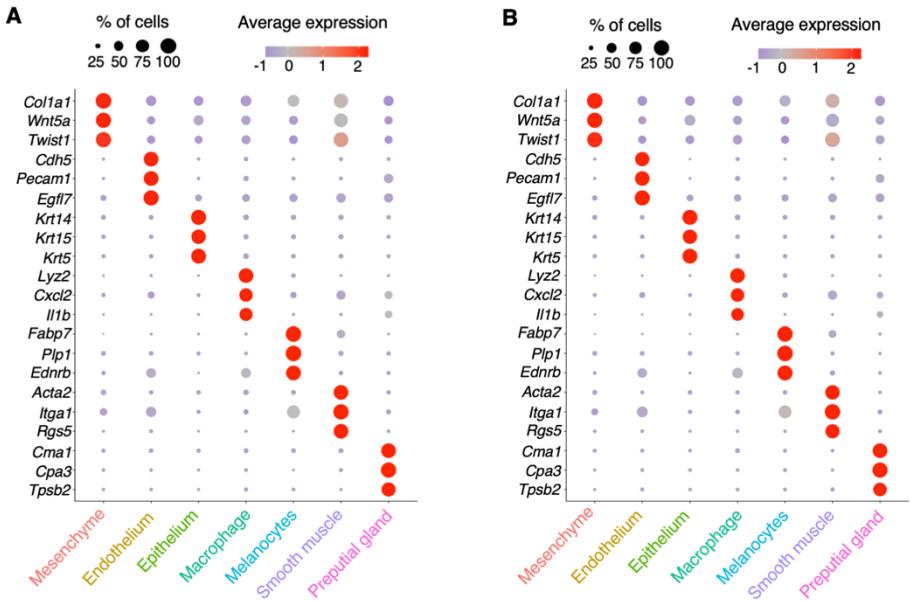 A
% of cells
Average expression
25 50 75 100
-1 0 1 2
Col1a1
Wnt5a
Twist1
Cdh5
Pecam1
Egfl7
Krt14
Krt15
Krt5
Lyz2
Cxcl2
Il1b
Fabp7
Plp1
Ednrb
Acta2
Itga1
Rgs5
Cma1
Cpa3
Tpsb2
Mesenchyme
Endothelium
Epithelium
Macrophage
Melanocytes
Smooth muscle
Preputial gland
B
% of cells
Average expression
25 50 75 100
-1 0 1 2
Col1a1
Wnt5a
Twist1
Cdh5
Pecam1
Egfl7
Krt14
Krt15
Krt5
Lyz2
Cxcl2
Il1b
Fabp7
Plp1
Ednrb
Acta2
Itga1
Rgs5
Cma1
Cpa3
Tpsb2
Mesenchyme
Endothelium
Epithelium
Macrophage
Melanocytes
Smooth muscle
Preputial gland